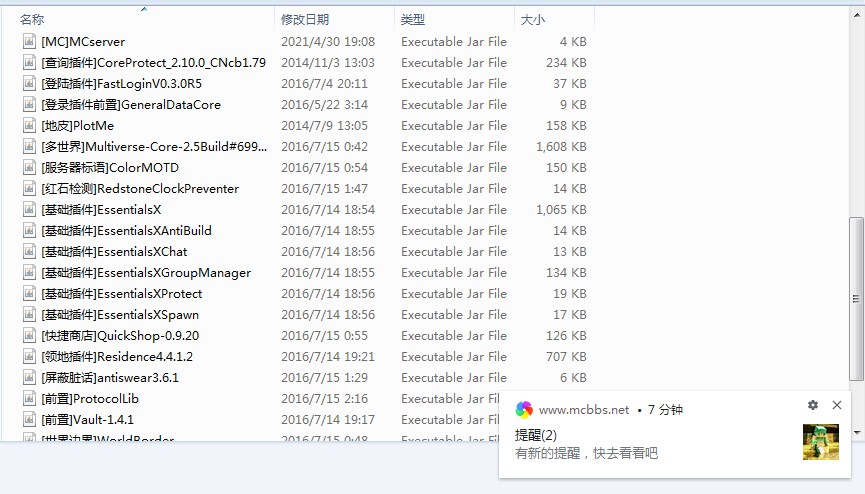 名称 修改日期 类型 大小
[MC]MCserver 2021/4/30 19:08 Executable Jar File 4 KB
[查询插件]CoreProtect_2.10.0_CNcb1.79 2014/11/3 13:03 Executable Jar File 234 KB
[登陆插件]FastLoginV0.3.0R5 2016/7/4 20:11 Executable Jar File 37 KB
[登录插件前置]GeneralDataCore 2016/5/22 3:14 Executable Jar File 9 KB
[地皮]PlotMe 2014/7/9 13:05 Executable Jar File 158 KB
[多世界]Multiverse-Core-2.5Build#699... 2016/7/15 0:42 Executable Jar File 1,608 KB
[服务器标语]ColorMOTD 2016/7/15 0:54 Executable Jar File 150 KB
[红石检测]RedstoneClockPreventer 2016/7/15 1:47 Executable Jar File 14 KB
[基础插件]EssentialsX 2016/7/14 18:54 Executable Jar File 1,065 KB
[基础插件]EssentialsXAntiBuild 2016/7/14 18:55 Executable Jar File 14 KB
[基础插件]EssentialsXChat 2016/7/14 18:56 Executable Jar File 13 KB
[基础插件]EssentialsXGroupManager 2016/7/14 18:55 Executable Jar File 134 KB
[基础插件]EssentialsXProtect 2016/7/14 18:56 Executable Jar File 19 KB
[基础插件]EssentialsXSpawn 2016/7/14 18:56 Executable Jar File 17 KB
[快捷商店]QuickShop-0.9.20 2016/7/15 0:55 Executable Jar File 126 KB
[领地插件]Residence4.4.1.2 2016/7/14 19:21 Executable Jar File 707 KB
[屏蔽脏话]antiswear3.6.1 2016/7/15 1:29 Executable Jar File 6 KB
[前置]ProtocolLib 2016/7/15 2:16 Executable Jar File
[前置]Vault-1.4.1 2016/7/14 19:17 Executable Jar File
[世界边界]WorldBorder 2016/7/15 0:48 Executable Jar File
www.mcbbs.net • 7 分钟
提醒(2)
有新的提醒，快去看看吧